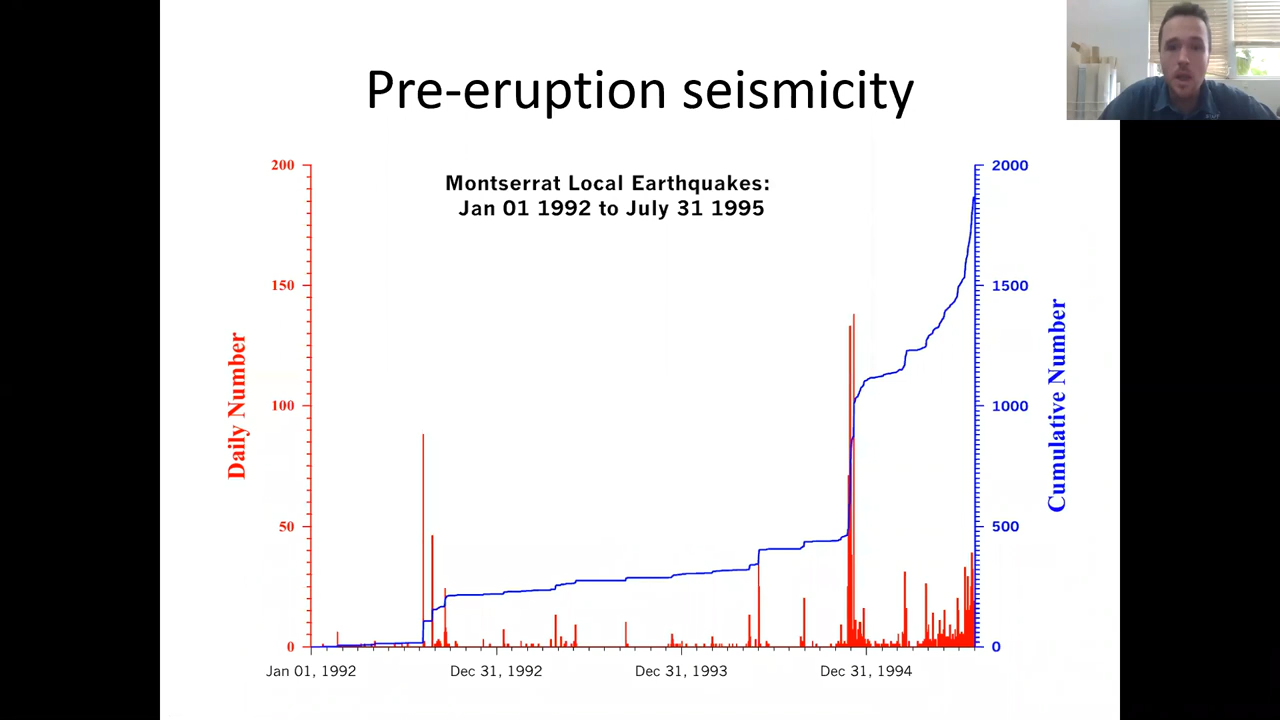 Pre-eruption seismicity
Montserrat Local Earthquakes:
Jan 01 1992 to July 31 1995
200
150
100
50
0
Daily Number
2000
1500
1000
500
0
Cumulative Number
Jan 01, 1992
Dec 31, 1992
Dec 31, 1993
Dec 31, 1994